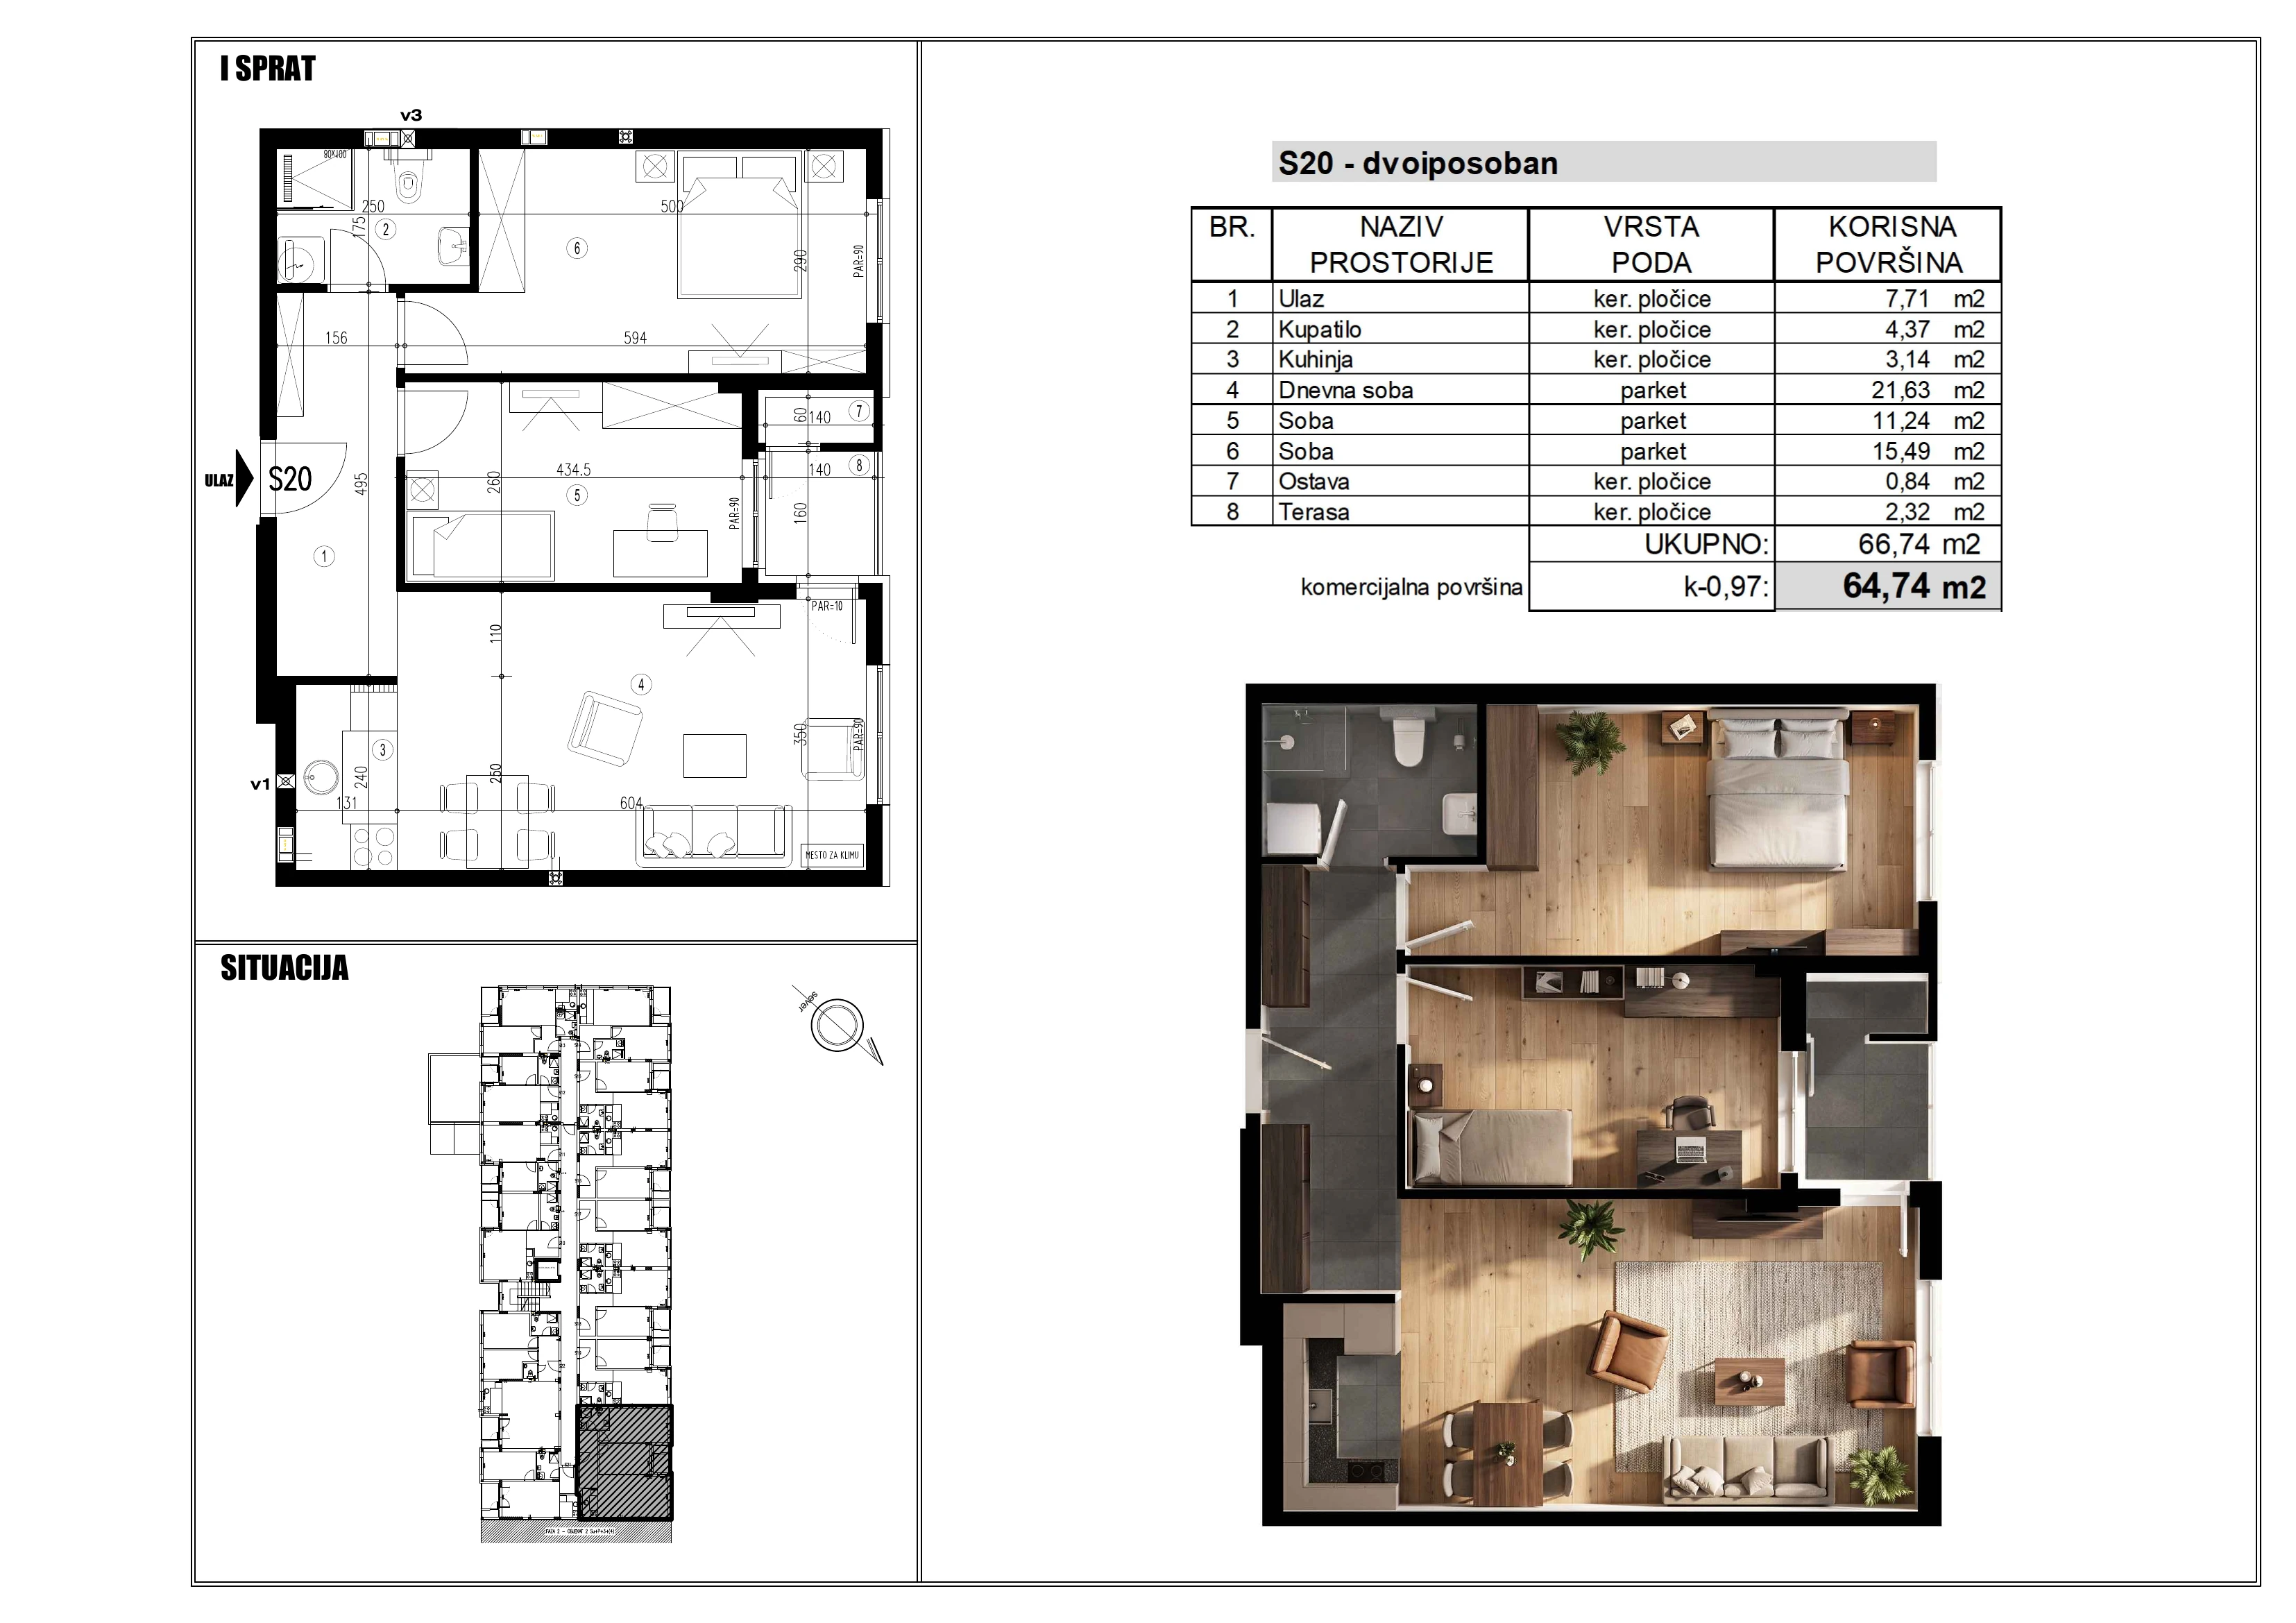 I SPRAT
v3
80X100
250
175
2
500
6
290
PAR=90
156
594
7
60
140
8
140
ULAZ
S20
495
260
434.5
5
PAR=90
160
1
PAR=10
110
4
350
PAR=90
3
v1
240
250
131
604
MESTO ZA KLIMU
SITUACIJA
sever
S20 - dvoiposoban
BR. NAZIV PROSTORIJE VRSTA PODA KORISNA POVRŠINA
1 Ulaz ker. pločice 7,71 m2
2 Kupatilo ker. pločice 4,37 m2
3 Kuhinja ker. pločice 3,14 m2
4 Dnevna soba parket 21,63 m2
5 Soba parket 11,24 m2
6 Soba parket 15,49 m2
7 Ostava ker. pločice 0,84 m2
8 Terasa ker. pločice 2,32 m2
UKUPNO: 66,74 m2
komercijalna površina k-0,97: 64,74 m2